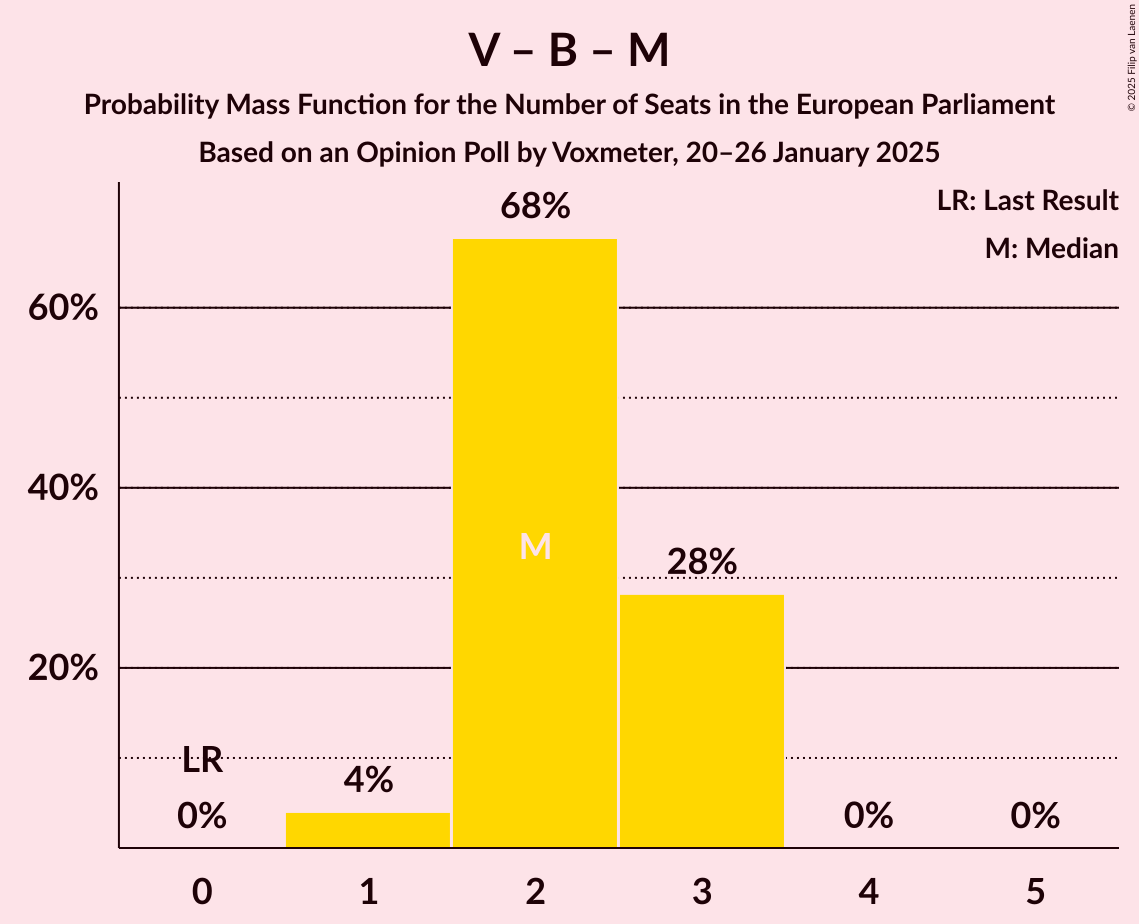 V – B – M
Probability Mass Function for the Number of Seats in the European Parliament
Based on an Opinion Poll by Voxmeter, 20–26 January 2025
© 2025 Filip van Laenen
LR: Last Result
M: Median
68%
60%
40%
M
28%
20%
LR
4%
0%
0%
0%
0 1 2 3 4 5